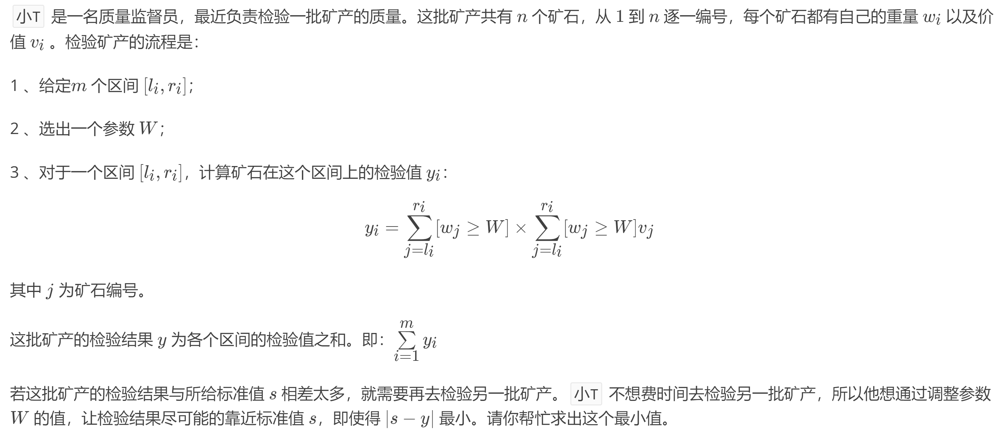 小T 是一名质量监督员，最近负责检验一批矿产的质量。这批矿产共有 n 个矿石，从 1 到 n 逐一编号，每个矿石都有自己的重量 w_i 以及价
值 v_i 。检验矿产的流程是：
1 、给定m 个区间 [l_i, r_i]；
2 、选出一个参数 W；
3 、对于一个区间 [l_i, r_i]，计算矿石在这个区间上的检验值 y_i：
y_i = \sum_{j=l_i}^{r_i} [w_j ≥ W] × \sum_{j=l_i}^{r_i} [w_j ≥ W]v_j
其中 j 为矿石编号。
这批矿产的检验结果 y 为各个区间的检验值之和。即：\sum_{i=1}^{m} y_i
若这批矿产的检验结果与所给标准值 s 相差太多，就需要再去检验另一批矿产。 小T 不想费时间去检验另一批矿产，所以他想通过调整参数
W 的值，让检验结果尽可能的靠近标准值 s，即使得 |s − y| 最小。请你帮忙求出这个最小值。